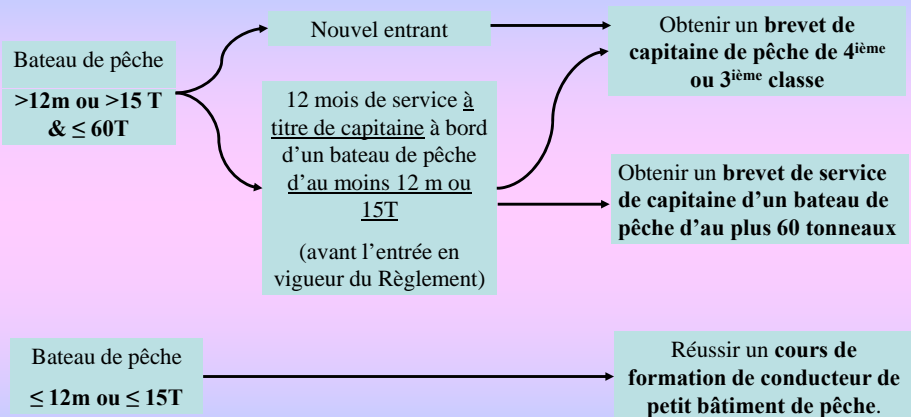 Bateau de pêche
>12m ou >15 T
& ≤ 60T
Nouvel entrant
12 mois de service à
titre de capitaine à bord
d'un bateau de pêche
d'au moins 12 m ou
15T
(avant l'entrée en
vigueur du Règlement)
Obtenir un brevet de
capitaine de pêche de 4ième
ou 3ième classe
Obtenir un brevet de service
de capitaine d'un bateau de
pêche d'au plus 60 tonneaux
Bateau de pêche
≤ 12m ou ≤ 15T
Réussir un cours de
formation de conducteur de
petit bâtiment de pêche.